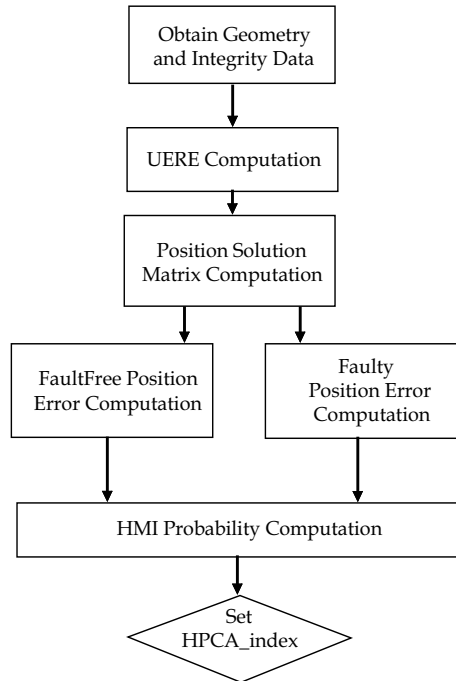 Obtain Geometry
and Integrity Data
UERE Computation
Position Solution
Matrix Computation
FaultFree Position
Error Computation
Faulty
Position Error
Computation
HMI Probability Computation
Set
HPCA_index